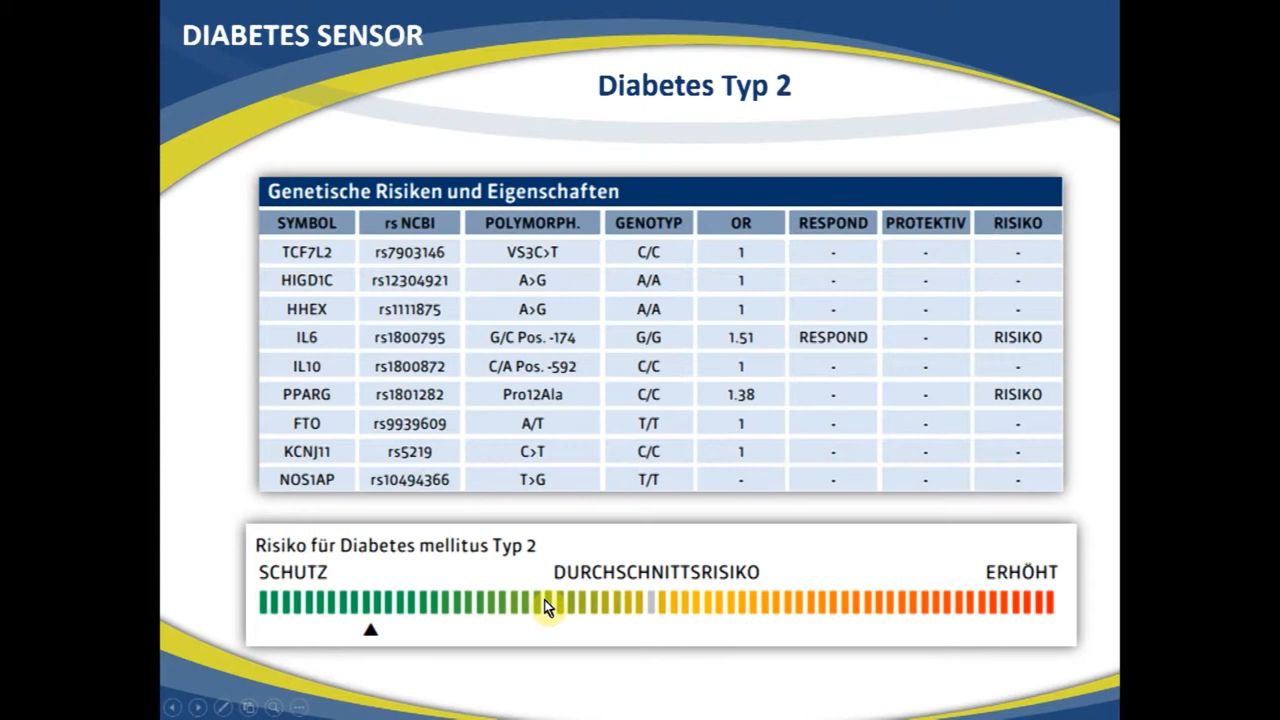 DIABETES SENSOR
Diabetes Typ 2
Genetische Risiken und Eigenschaften
SYMBOL rs NCBI POLYMORPH. GENOTYP OR RESPOND PROTEKTIV RISIKO
TCF7L2 rs7903146 VS3C>T C/C 1 - - -
HIGD1C rs12304921 A>G A/A 1 - - -
HHEX rs1111875 A>G A/A 1 - - -
IL6 rs1800795 G/C Pos. -174 G/G 1.51 RESPOND - RISIKO
IL10 rs1800872 C/A Pos. -592 C/C 1 - - -
PPARG rs1801282 Pro12Ala C/C 1.38 - - RISIKO
FTO rs9939609 A/T T/T 1 - - -
KCNJ11 rs5219 C>T C/C 1 - - -
NOS1AP rs10494366 T>G T/T - - - -
Risiko für Diabetes mellitus Typ 2
SCHUTZ DURCHSCHNITTSRISIKO ERHÖHT